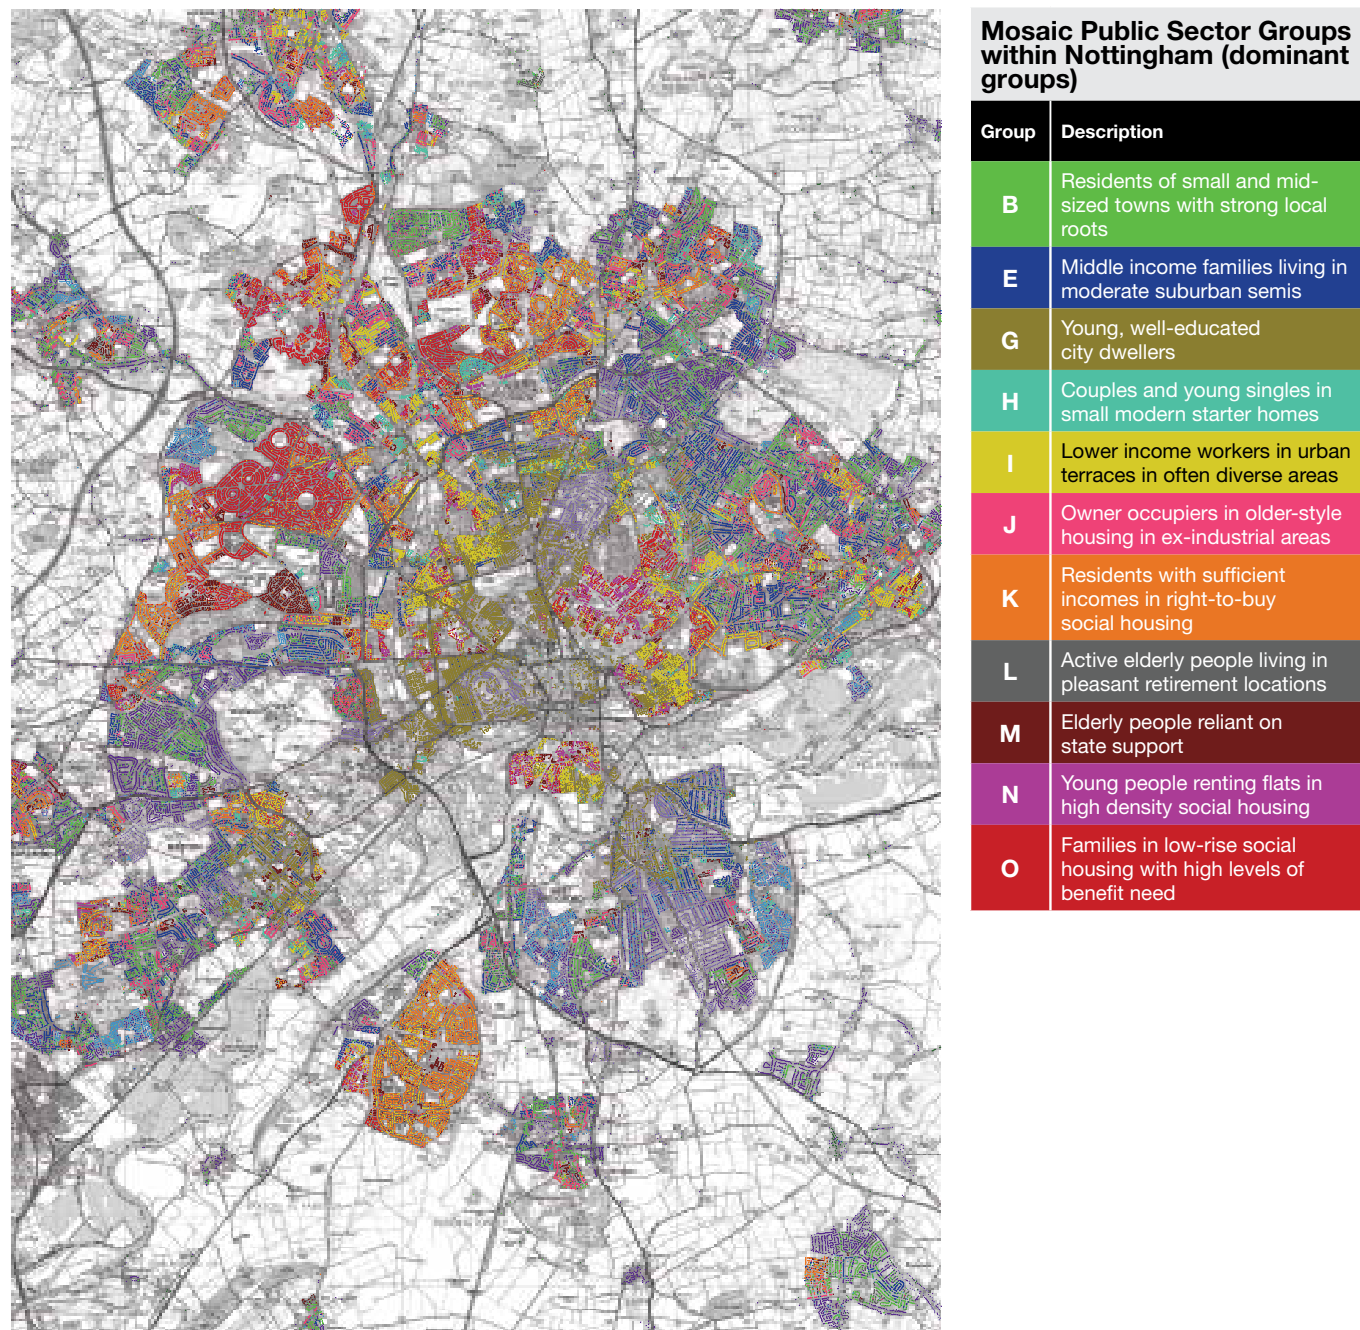 Mosaic Public Sector Groups
within Nottingham (dominant
groups)
Group Description
B Residents of small and mid-
sized towns with strong local
roots
E Middle income families living in
moderate suburban semis
G Young, well-educated
city dwellers
H Couples and young singles in
small modern starter homes
I Lower income workers in urban
terraces in often diverse areas
J Owner occupiers in older-style
housing in ex-industrial areas
K Residents with sufficient
incomes in right-to-buy
social housing
L Active elderly people living in
pleasant retirement locations
M Elderly people reliant on
state support
N Young people renting flats in
high density social housing
O Families in low-rise social
housing with high levels of
benefit need